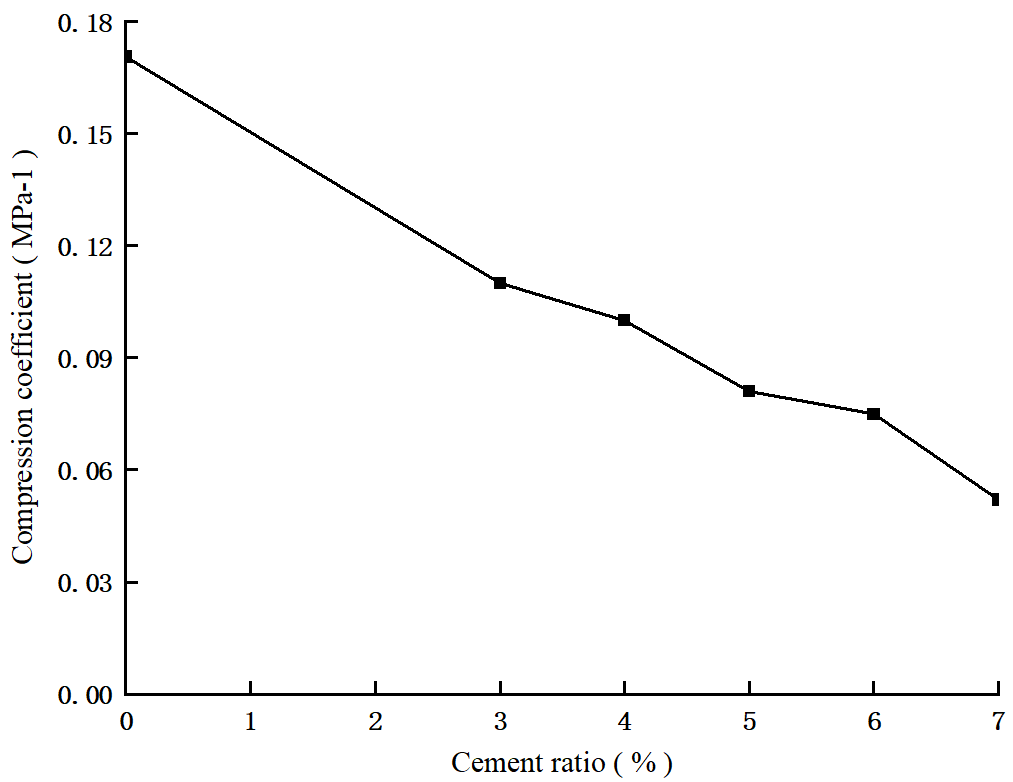 Compression coefficient ( MPa-1 )
0.18
0.15
0.12
0.09
0.06
0.03
0.00
0 1 2 3 4 5 6 7
Cement ratio ( % )